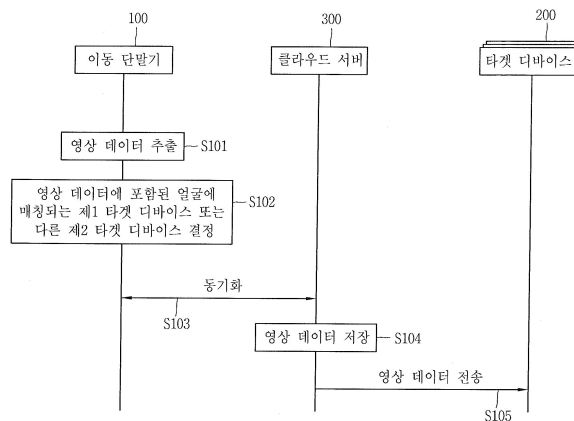 100
300
200
이동 단말기
클라우드 서버
타겟 디바이스
영상 데이터 추출
S101
영상 데이터에 포함된 얼굴에
매칭되는 제1 타겟 디바이스 또는
다른 제2 타겟 디바이스 결정
S102
동기화
S103
영상 데이터 저장
S104
영상 데이터 전송
S105